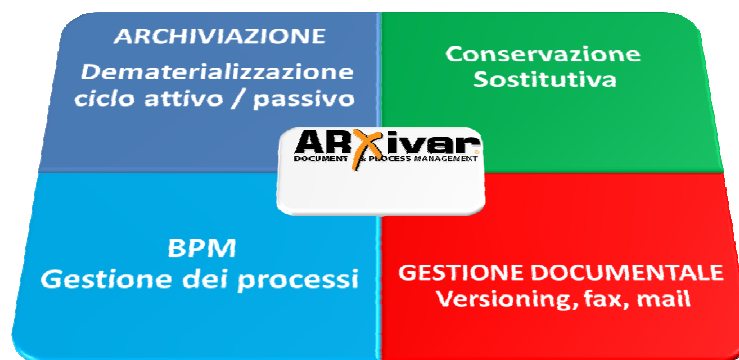 ARCHIVIAZIONE
Dematerializzazione
ciclo attivo / passivo
Conservazione
Sostitutiva
ARXivar
DOCUMENT & PROCESS MANAGEMENT
BPM
Gestione dei processi
GESTIONE DOCUMENTALE
Versioning, fax, mail